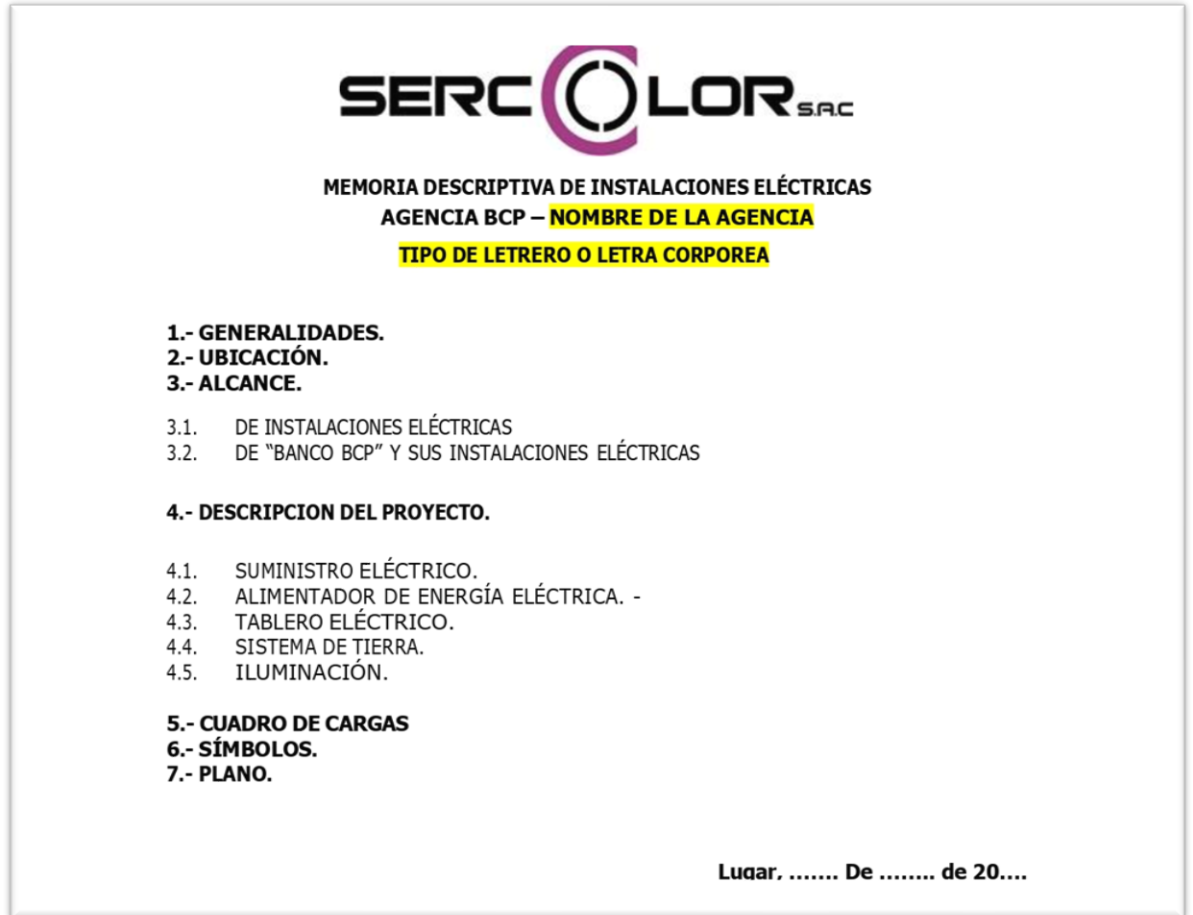 SERCOLOR S.A.C
MEMORIA DESCRIPTIVA DE INSTALACIONES ELÉCTRICAS
AGENCIA BCP – NOMBRE DE LA AGENCIA
TIPO DE LETRERO O LETRA CORPOREA
1.- GENERALIDADES.
2.- UBICACIÓN.
3.- ALCANCE.
3.1. DE INSTALACIONES ELÉCTRICAS
3.2. DE “BANCO BCP” Y SUS INSTALACIONES ELÉCTRICAS
4.- DESCRIPCION DEL PROYECTO.
4.1. SUMINISTRO ELÉCTRICO.
4.2. ALIMENTADOR DE ENERGÍA ELÉCTRICA. -
4.3. TABLERO ELÉCTRICO.
4.4. SISTEMA DE TIERRA.
4.5. ILUMINACIÓN.
5.- CUADRO DE CARGAS
6.- SÍMBOLOS.
7.- PLANO.
Lugar, ....... De ........ de 20....